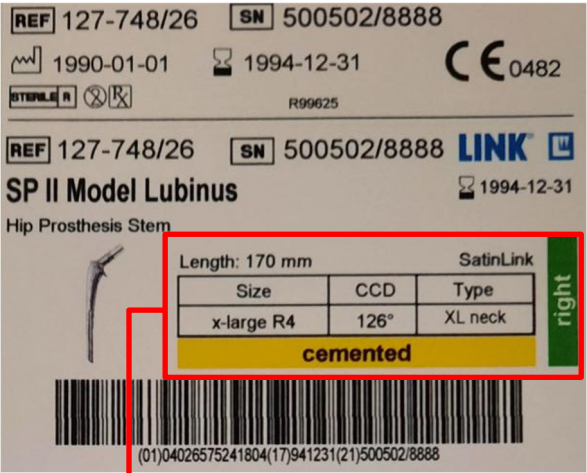 REF 127-748/26 SN 500502/8888
1990-01-01 1994-12-31 CE 0482
STERILE R 2 Rx R99625
REF 127-748/26 SN 500502/8888 LINK
SP II Model Lubinus 1994-12-31
Hip Prosthesis Stem
Length: 170 mm SatinLink
Size CCD Type
x-large R4 126° XL neck
cemented
right
(01)04026575241804(17)941231(21)500502/8888